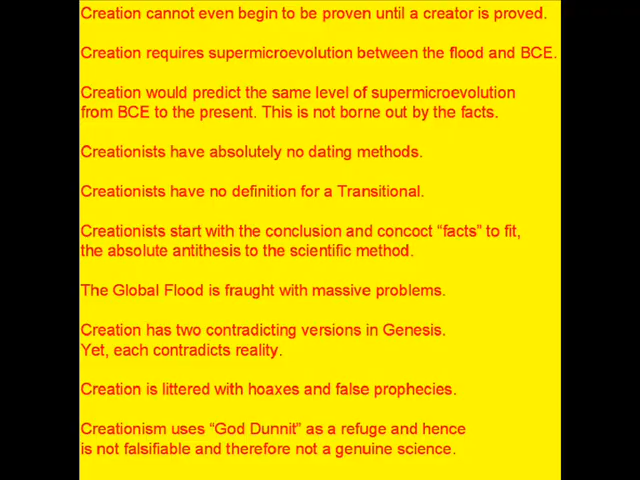 Creation cannot even begin to be proven until a creator is proved.
Creation requires supermicroevolution between the flood and BCE.
Creation would predict the same level of supermicroevolution
from BCE to the present. This is not borne out by the facts.
Creationists have absolutely no dating methods.
Creationists have no definition for a Transitional.
Creationists start with the conclusion and concoct “facts” to fit,
the absolute antithesis to the scientific method.
The Global Flood is fraught with massive problems.
Creation has two contradicting versions in Genesis.
Yet, each contradicts reality.
Creation is littered with hoaxes and false prophecies.
Creationism uses “God Dunnit” as a refuge and hence
is not falsifiable and therefore not a genuine science.